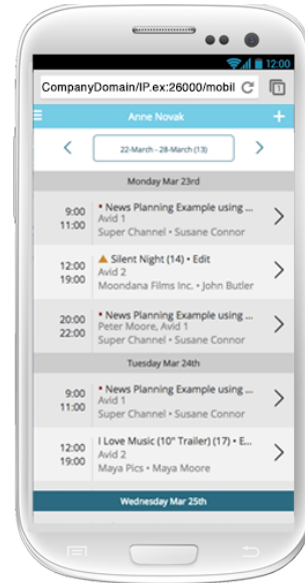 12:00
CompanyDomain/IP.ex:26000/mobil
1
Anne Novak
22-March - 28-March (13)
Monday Mar 23rd
9:00 • News Planning Example using ...
11:00 Avid 1
Super Channel • Susane Connor
12:00 Silent Night (14) • Edit
19:00 Avid 2
Moondana Films Inc. • John Butler
20:00 • News Planning Example using ...
22:00 Peter Moore, Avid 1
Super Channel • Susane Connor
Tuesday Mar 24th
9:00 • News Planning Example using ...
11:00 Avid 1
Super Channel • Susane Connor
12:00 I Love Music (10" Trailer) (17) • E...
19:00 Avid 2
Maya Pics • Maya Moore
Wednesday Mar 25th